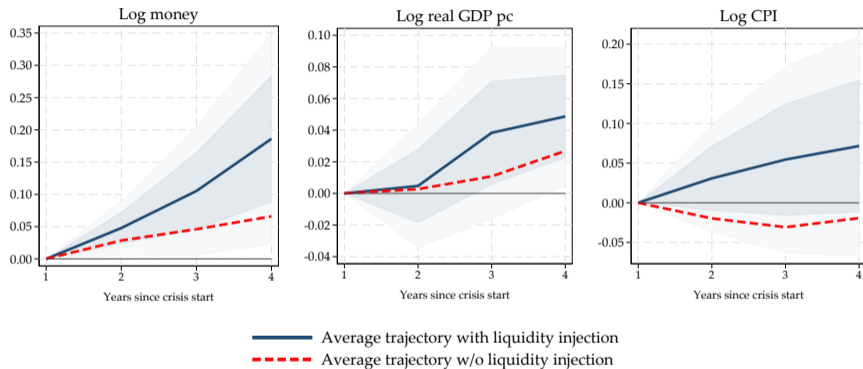 Log money
0.35
0.30
0.25
0.20
0.15
0.10
0.05
0.00
1 2 3 4
Years since crisis start
Log real GDP pc
0.10
0.08
0.06
0.04
0.02
0.00
-0.02
-0.04
1 2 3 4
Years since crisis start
Log CPI
0.20
0.15
0.10
0.05
0.00
-0.05
1 2 3 4
Years since crisis start
Average trajectory with liquidity injection
Average trajectory w/o liquidity injection